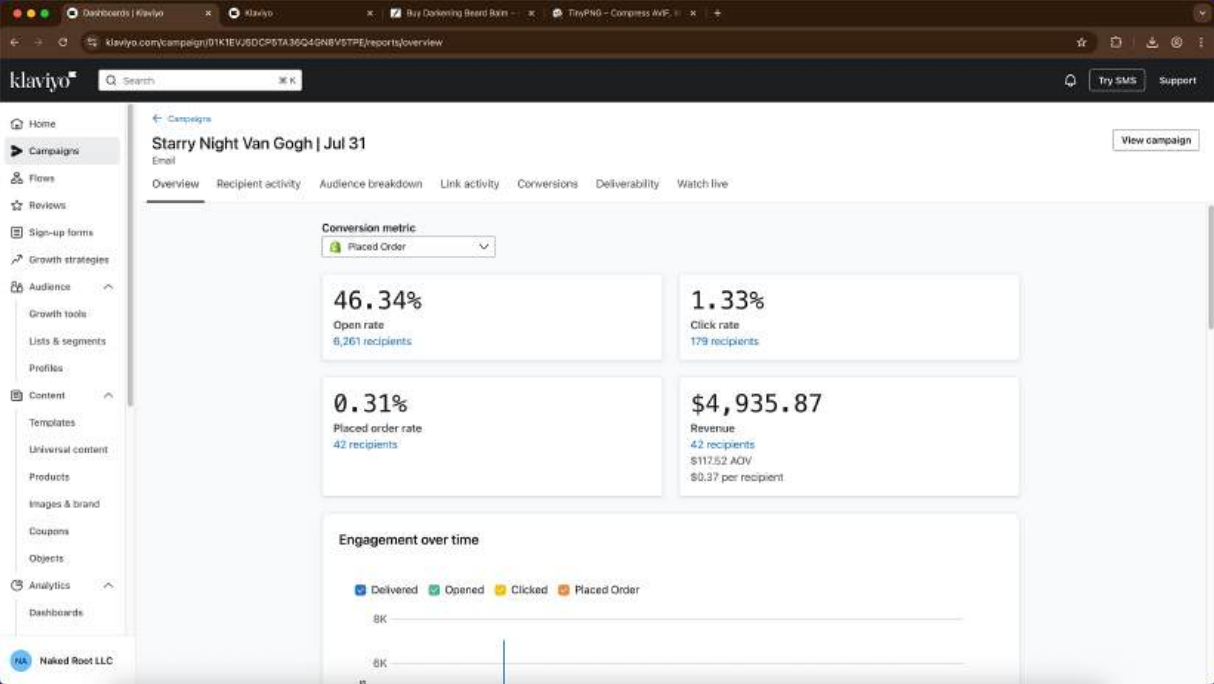 Dashboards | Klaviyo
Klaviyo
Buy Darkening Beard Balm –
TinyPNG – Compress AVIF,
klaviyo.com/campaign/01K1EVJ6DCP5TA36Q4GN8V5TPE/reports/overview
klaviyo
Search
⌘ K
Try SMS
Support
Home
Campaigns
Flows
Reviews
Sign-up forms
Growth strategies
Audience
Growth tools
Lists & segments
Profiles
Content
Templates
Universal content
Products
Images & brand
Coupons
Objects
Analytics
Dashboards
NA
Naked Root LLC
← Campaigns
Starry Night Van Gogh | Jul 31
Email
View campaign
Overview
Recipient activity
Audience breakdown
Link activity
Conversions
Deliverability
Watch live
Conversion metric
Placed Order
46.34%
Open rate
6,261 recipients
1.33%
Click rate
179 recipients
0.31%
Placed order rate
42 recipients
$4,935.87
Revenue
42 recipients
$117.52 AOV
$0.37 per recipient
Engagement over time
Delivered
Opened
Clicked
Placed Order
8K
6K